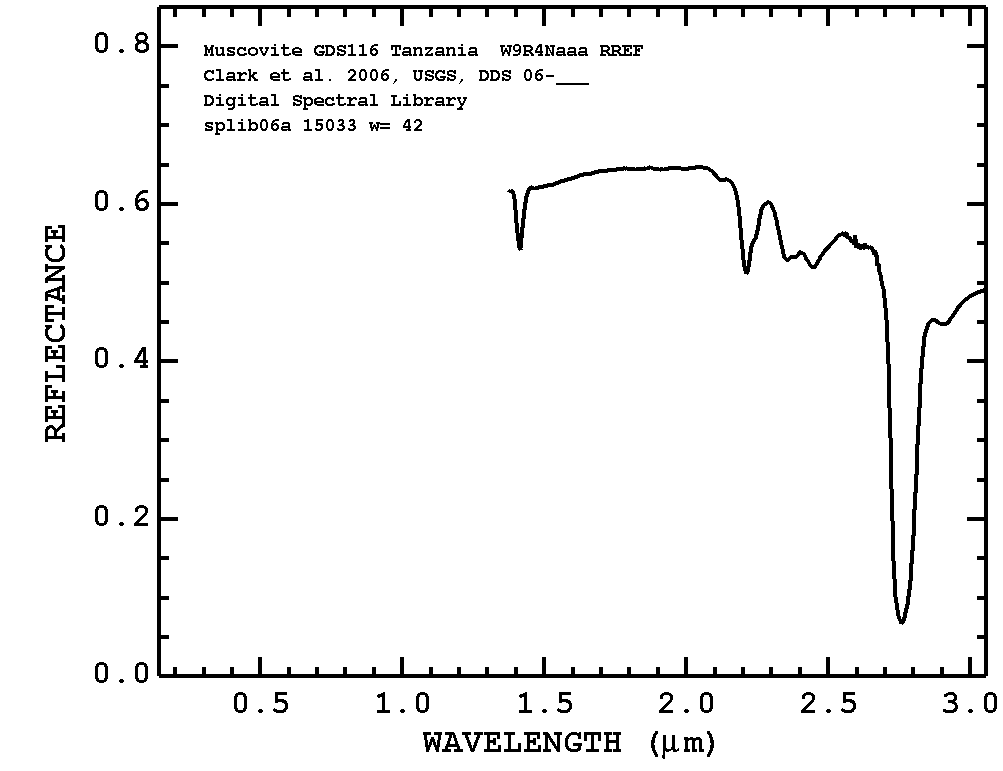 0.8
Muscovite GDS116 Tanzania  W9R4Naaa RREF
Clark et al. 2006, USGS, DDS 06-___
Digital Spectral Library
splib06a 15033 w= 42
0.6
0.4
0.2
0.0
REFLECTANCE
0.5 1.0 1.5 2.0 2.5 3.0
WAVELENGTH (μm)